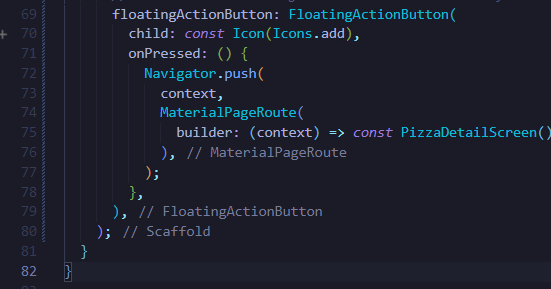 69 floatingActionButton: FloatingActionButton(
70 child: const Icon(Icons.add),
71 onPressed: () {
72 Navigator.push(
73 context,
74 MaterialPageRoute(
75 builder: (context) => const PizzaDetailScreen()
76 ), // MaterialPageRoute
77 );
78 },
79 ), // FloatingActionButton
80 ); // Scaffold
81 }
82 }